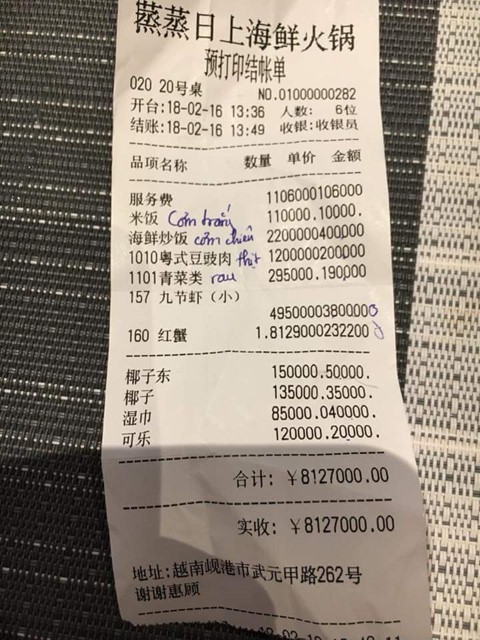 蒸蒸日上海鲜火锅
预打印结帐单
020 20号桌 NO.01000000282
开台:18-02-16 13:36 人数: 6位
结账:18-02-16 13:49 收银:收银员
品项名称 数量 单价 金额
服务费 1106000106000
米饭 Cơm trắng 110000.10000.
海鲜炒饭 cơm chiên 2200000400000
1010粤式豆豉肉 thịt 1200000200000
1101青菜类 rau 295000.190000
157 九节虾（小）
49500003800000
160 红蟹 1.8129000232200
椰子东 150000.50000.
椰子 135000.35000.
湿巾 85000.040000.
可乐 120000.20000.
合计: ￥8127000.00
实收: ￥8127000.00
地址:越南岘港市武元甲路262号
谢谢惠顾